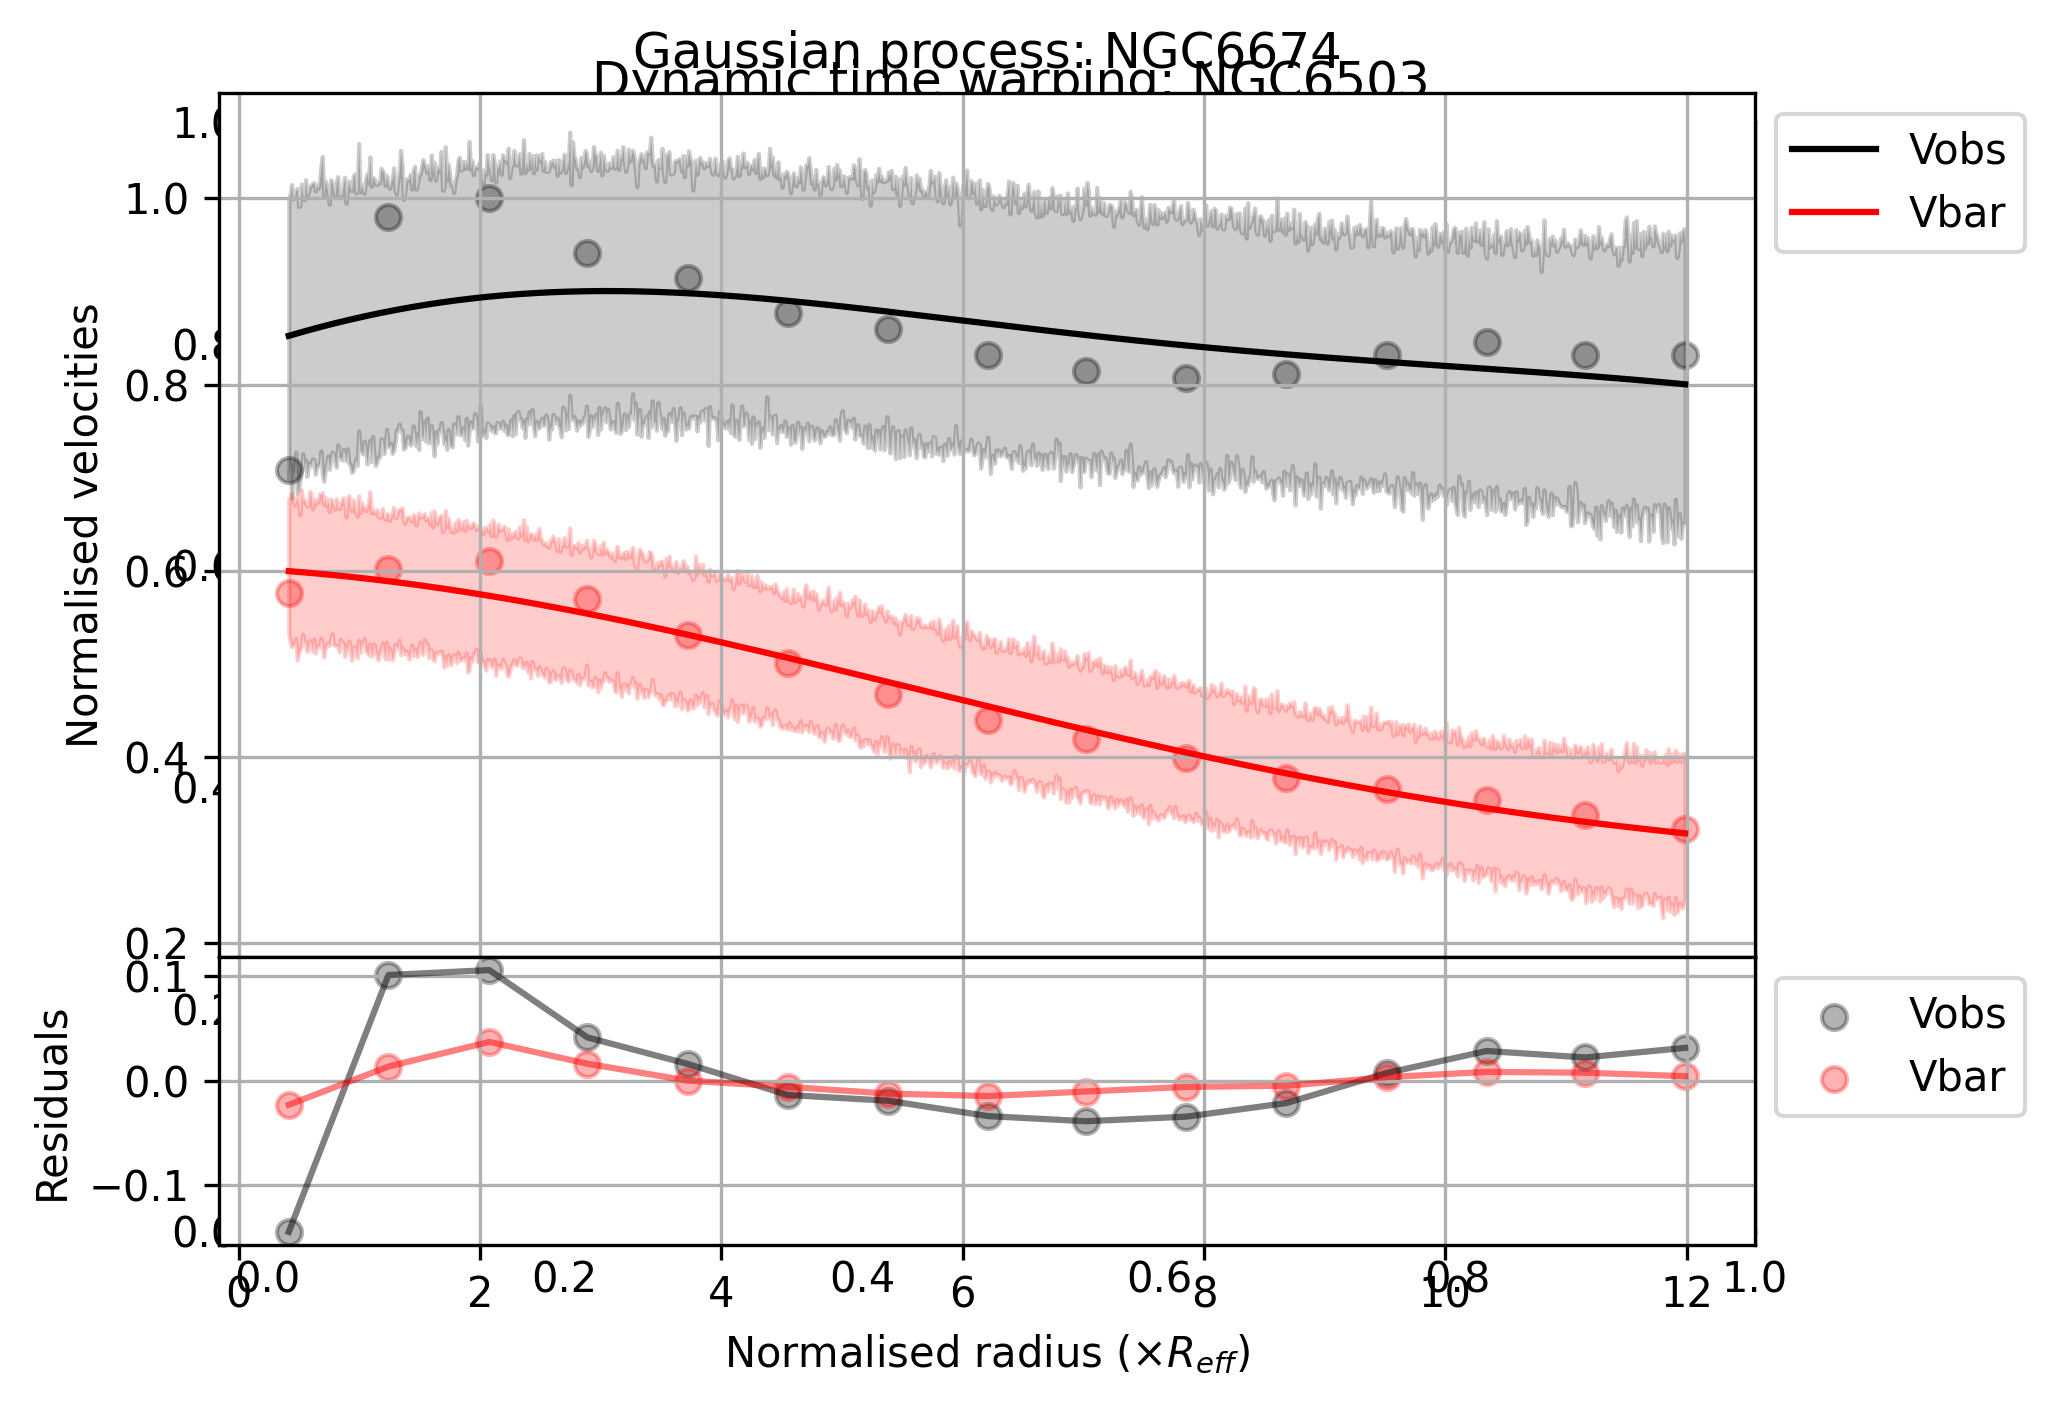 Gaussian process: NGC6674
Dynamic time warping: NGC6503
Normalised velocities
1.0
0.8
0.6
0.4
0.2
Vobs
Vbar
Residuals
0.1
0.0
−0.1
Vobs
Vbar
0.0 0.2 0.4 0.6 0.8 1.0
0 2 4 6 8 10 12
Normalised radius (×R_eff)